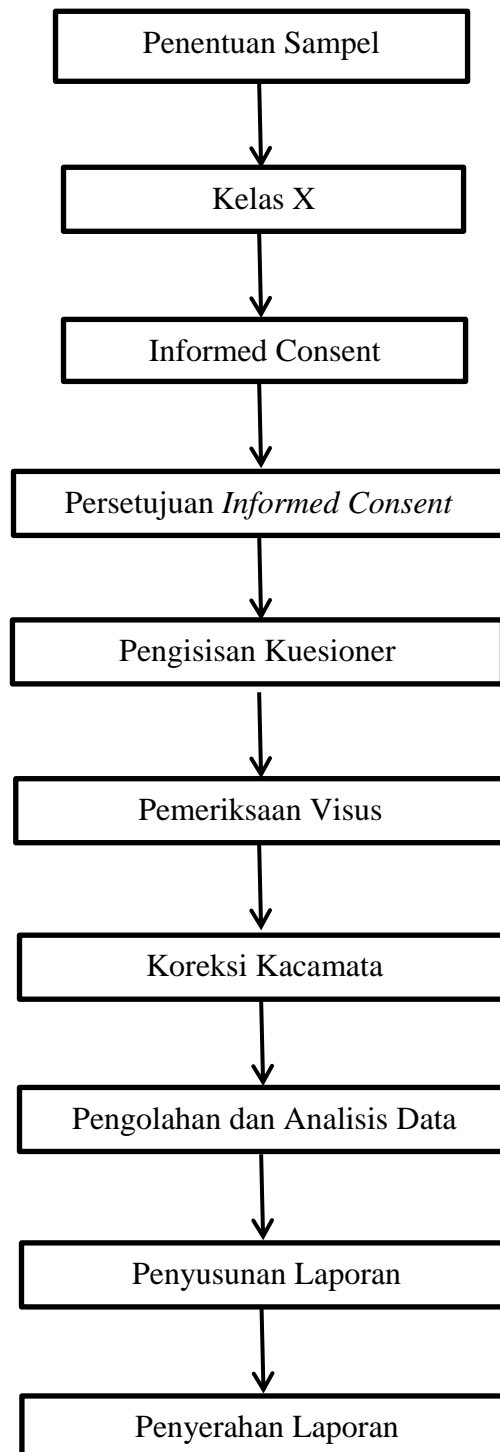 Penentuan Sampel
Kelas X
Informed Consent
Persetujuan Informed Consent
Pengisisan Kuesioner
Pemeriksaan Visus
Koreksi Kacamata
Pengolahan dan Analisis Data
Penyusunan Laporan
Penyerahan Laporan